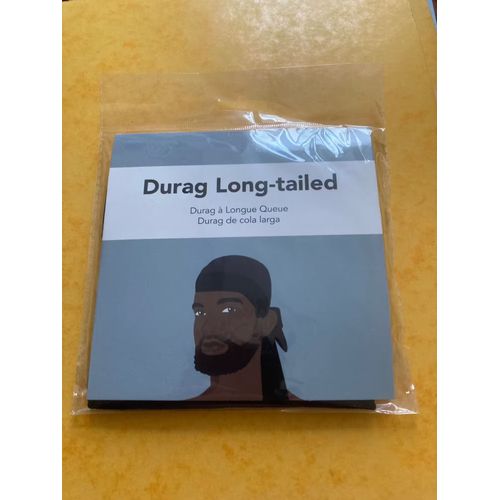 Durag Long-tailed
Durag à Longue Queue
Durag de cola larga